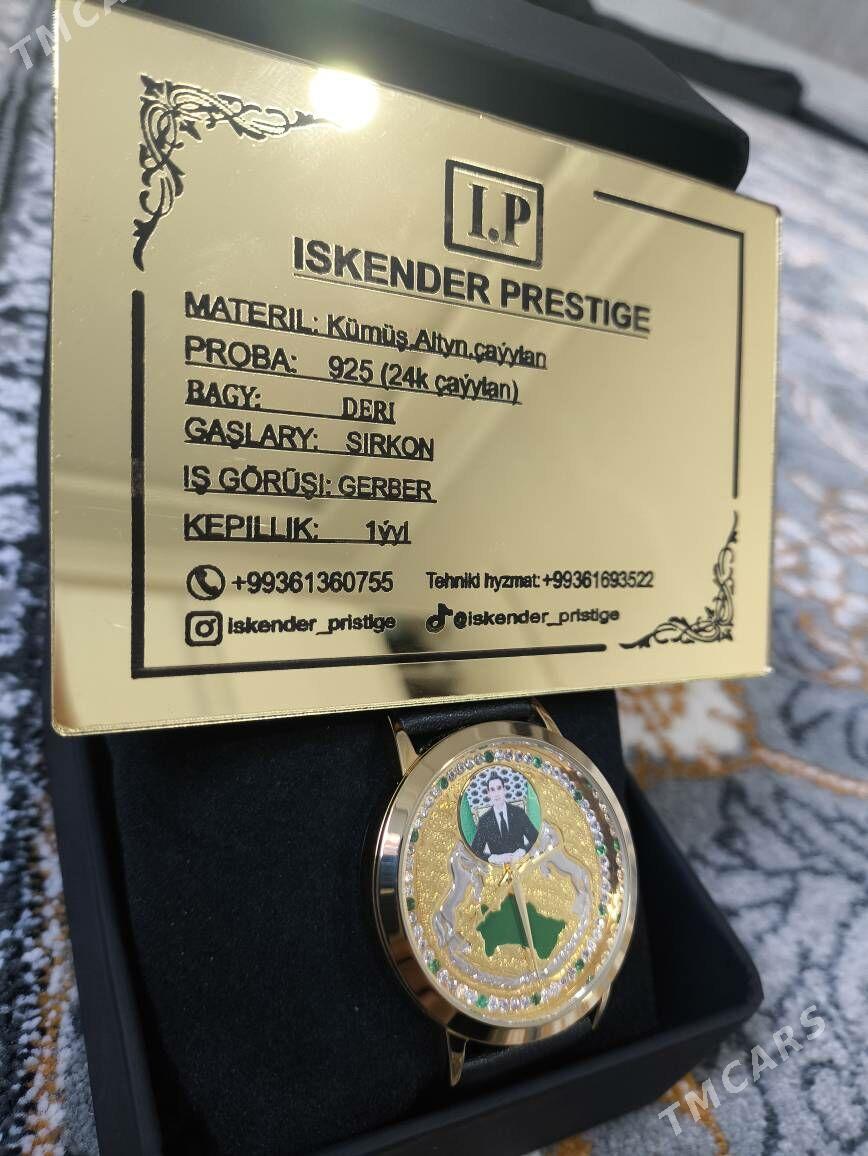 TMCARS
I.P
ISKENDER PRESTIGE
MATERIL: Kümüş.Altyn.çaýylan
PROBA: 925 (24k çaýylan)
BAGY: DERI
GAŞLARY: SIRKON
IŞ GÖRÜŞI: GERBER
KEPILLIK: 1ýyl
+99361360755 Tehniki hyzmat:+99361693522
iskender_pristige @iskender_pristige
TMCARS